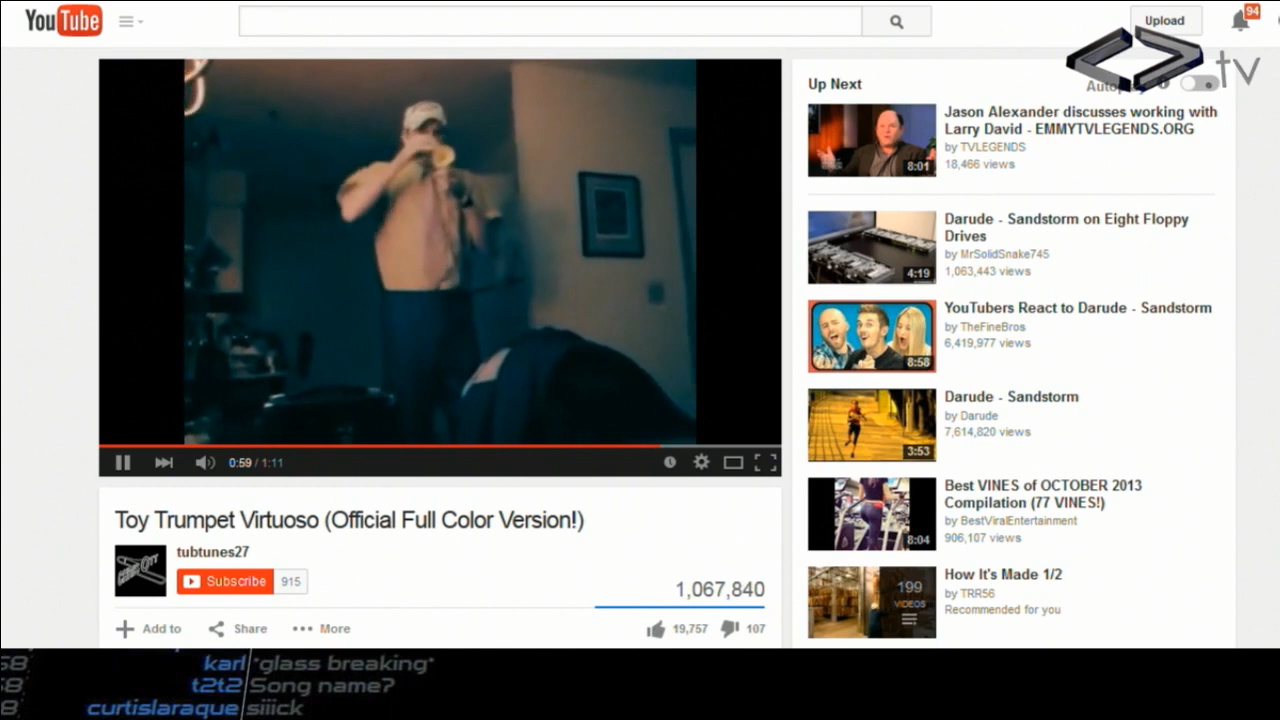 YouTube
Upload
94
tv
Up Next
Jason Alexander discusses working with
Larry David - EMMYTVLEGENDS.ORG
by TVLEGENDS
18,466 views
8:01
Darude - Sandstorm on Eight Floppy
Drives
by MrSolidSnake745
1,063,443 views
4:19
YouTubers React to Darude - Sandstorm
by TheFineBros
6,419,977 views
8:58
Darude - Sandstorm
by Darude
7,614,820 views
3:53
Best VINES of OCTOBER 2013
Compilation (77 VINES!)
by BestViralEntertainment
906,107 views
8:04
How It's Made 1/2
by TRR56
Recommended for you
199
VIDEOS
0:59 / 1:11
Toy Trumpet Virtuoso (Official Full Color Version!)
tubtunes27
Subscribe 915
1,067,840
Add to Share More 19,757 107
karl *glass breaking*
t2t2 Song name?
curtislaraque siiick